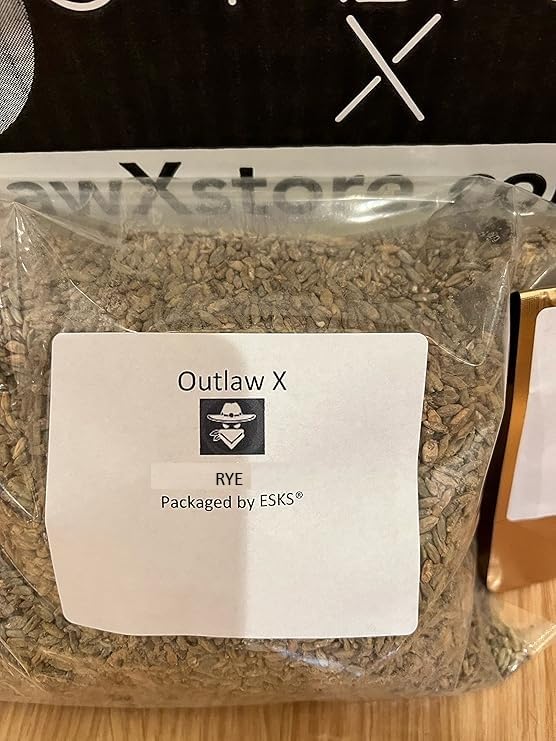 X
awXstore.co
Outlaw X
RYE
Packaged by ESKS®